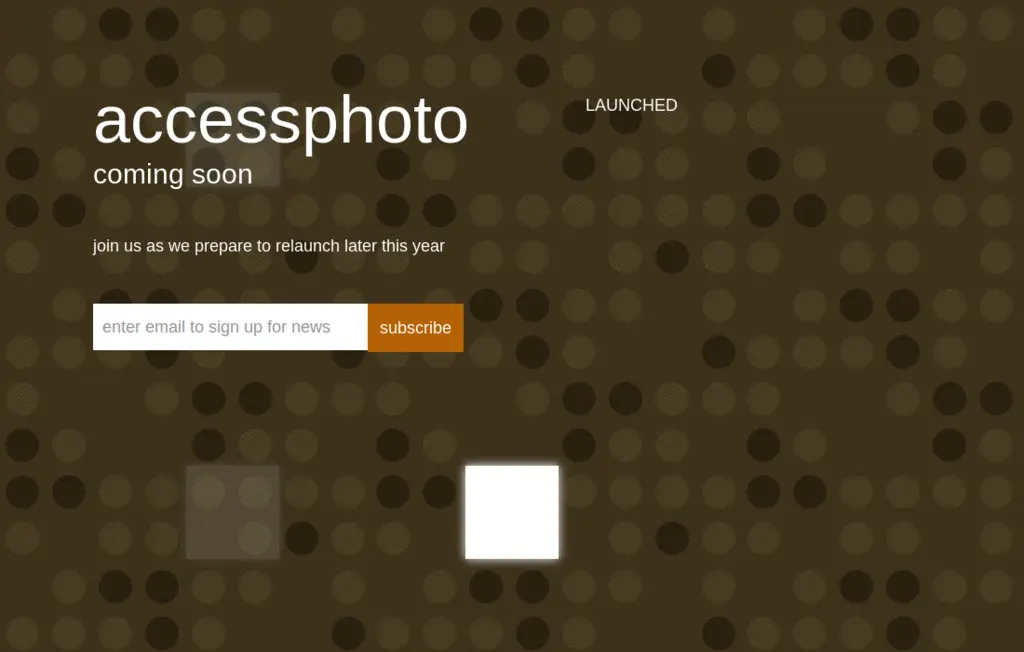 accessphoto
coming soon
join us as we prepare to relaunch later this year
enter email to sign up for news
subscribe
LAUNCHED